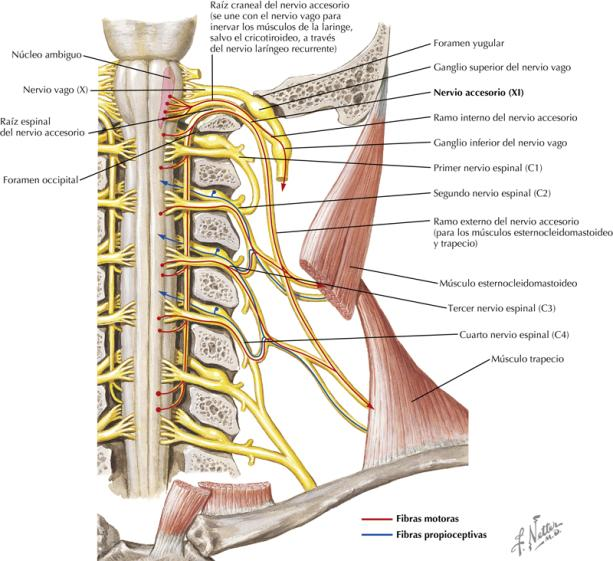 Raíz craneal del nervio accesorio
(se une con el nervio vago para
inervar los músculos de la laringe,
salvo el cricotiroideo, a través
del nervio laríngeo recurrente)
Núcleo ambiguo
Nervio vago (X)
Raíz espinal
del nervio accesorio
Foramen occipital
Foramen yugular
Ganglio superior del nervio vago
Nervio accesorio (XI)
Ramo interno del nervio accesorio
Ganglio inferior del nervio vago
Primer nervio espinal (C1)
Segundo nervio espinal (C2)
Ramo externo del nervio accesorio
(para los músculos esternocleidomastoideo
y trapecio)
Músculo esternocleidomastoideo
Tercer nervio espinal (C3)
Cuarto nervio espinal (C4)
Músculo trapecio
Fibras motoras
Fibras propioceptivas
F. Netter
M.D.